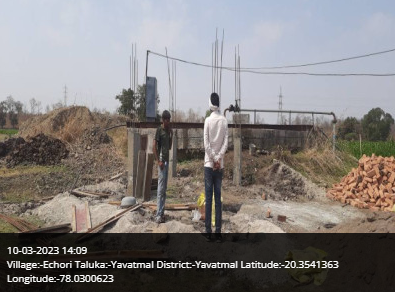 10-03-2023 14:09
Village:-Echori Taluka:-Yavatmal District:-Yavatmal Latitude:-20.3541363
Longitude:-78.0300623